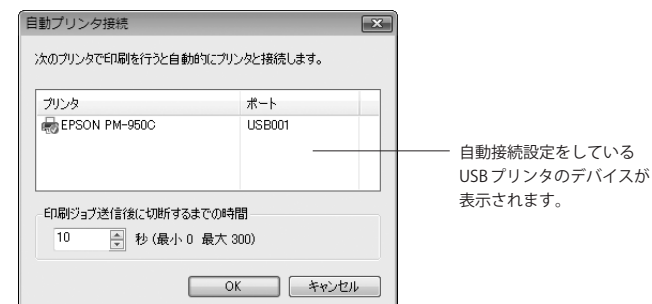 自動プリンタ接続
次のプリンタで印刷を行うと自動的にプリンタと接続します。
プリンタ ポート
EPSON PM-950C USB001
自動接続設定をしている
USBプリンタのデバイスが
表示されます。
印刷ジョブ送信後に切断するまでの時間
10 秒(最小 0 最大 300)
OK キャンセル